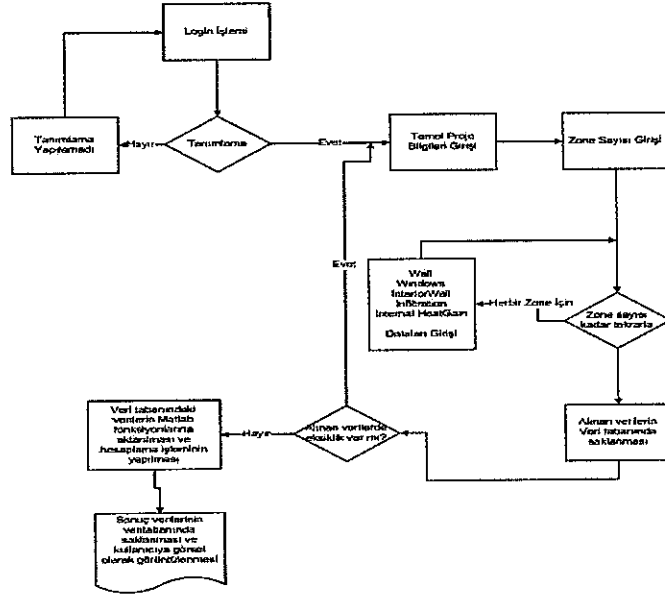 Login İşlemi
Tanımlama
Yapılamadı
Hayır
Tanımlama
Evet
Temel Proje
Bilgileri Girişi
Zone Sayısı Girişi
Evet
Wall
Windows
InteriorWall
Infiltration
Internal HeatGain
Dataları Girişi
Herbir Zone İçin
Zone sayısı
kadar tekrarla
Veri tabanındaki
verilerin Matlab
fonksiyonlarına
aktarılması ve
hesaplama işleminin
yapılması
Hayır
Alınan verilerde
eksiklik var mı?
Alınan verilerin
Veri tabanında
saklanması
Sonuç verilerinin
veritabanında
saklanması ve
kullanıcıya görsel
olarak görüntülenmesi